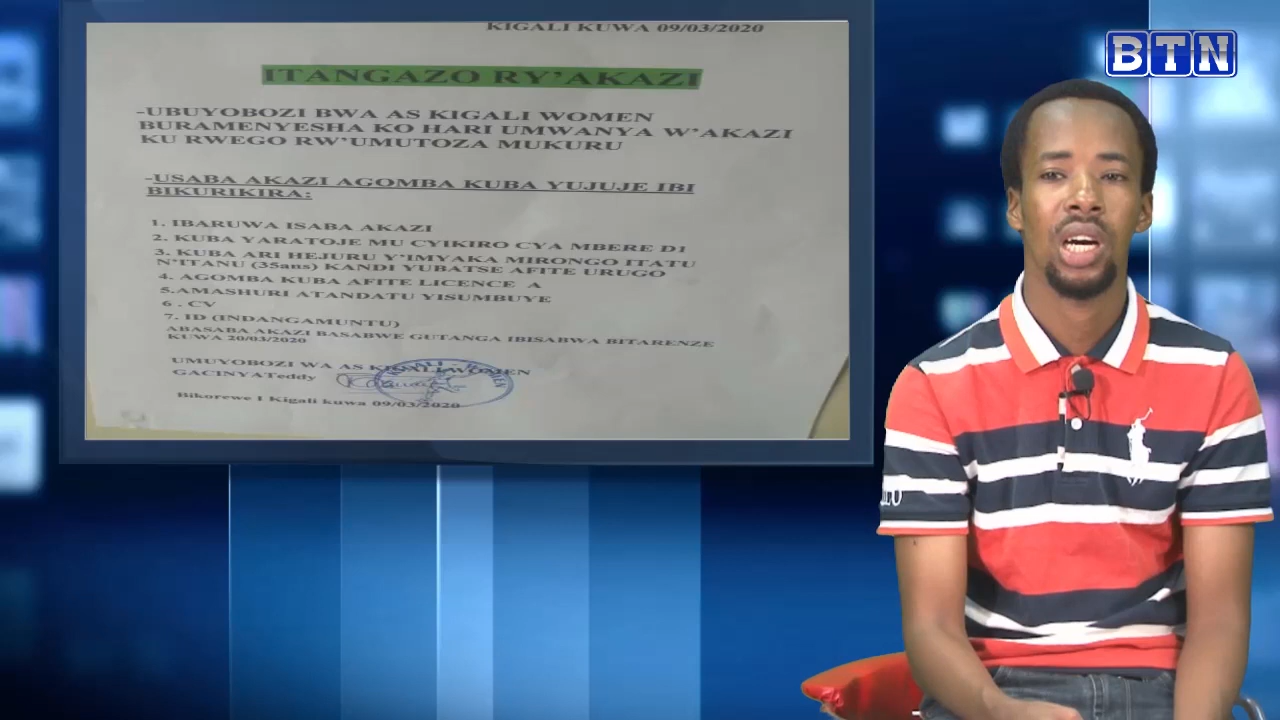 KIGALI KUWA 09/03/2020
BTN
ITANGAZO RY'AKAZI
-UBUYOBOZI BWA AS KIGALI WOMEN
BURAMENYESHA KO HARI UMWANYA W'AKAZI
KU RWEGO RW'UMUTOZA MUKURU
-USABA AKAZI AGOMBA KUBA YUJUJE IBI
BIKURIKIRA:
1. IBARUWA ISABA AKAZI
2. KUBA YARATOJE MU CYIKIRO CYA MBERE D1
3. KUBA ARI HEJURU Y'IMYAKA MIRONGO ITATU
N'ITANU (35ans) KANDI YUBATSE AFITE URUGO
4. AGOMBA KUBA AFITE LICENCE A
5.AMASHURI ATANDATU YISUMBUYE
6 . CV
7. ID (INDANGAMUNTU)
ABASABA AKAZI BASABWE GUTANGA IBISABWA BITARENZE
KUWA 20/03/2020
UMUYOBOZI WA AS KIGALI WOMEN
GACINYATeddy
Bikorewe I Kigali kuwa 09/03/2020